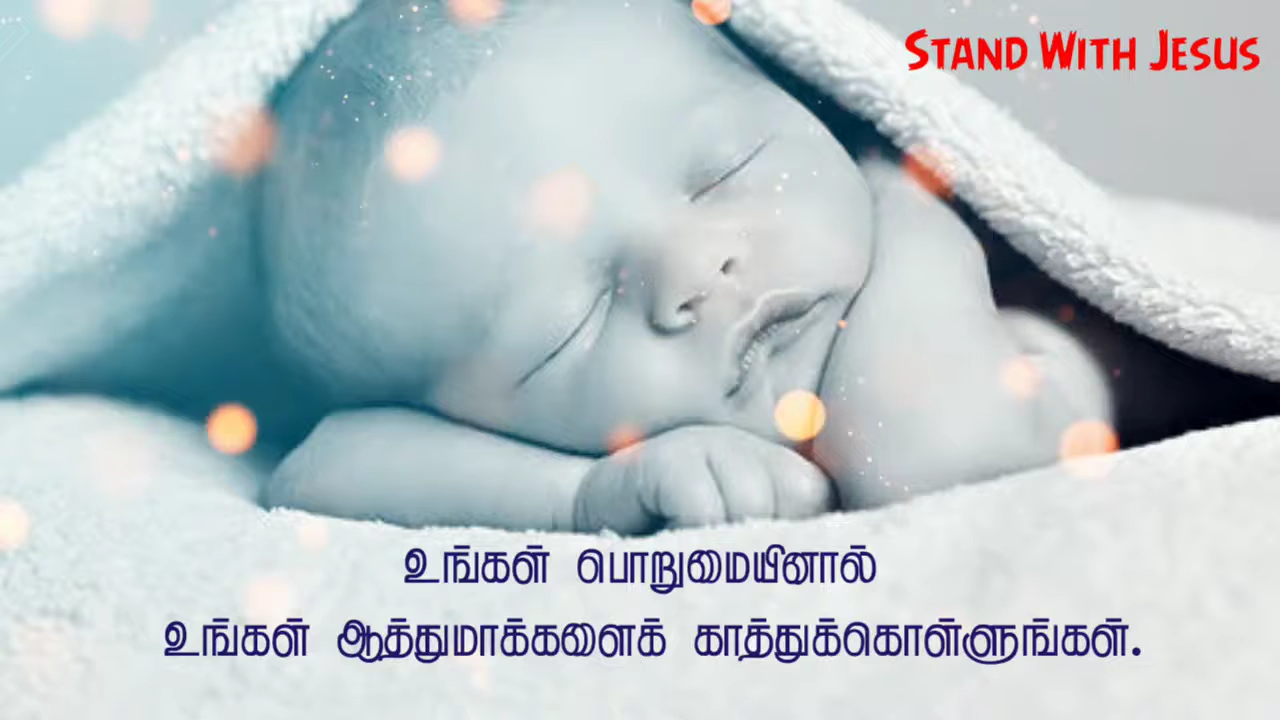 STAND WITH JESUS
உங்கள் பொறுமையினால்
உங்கள் ஆத்துமாக்களைக் காத்துக்கொள்ளுங்கள்.